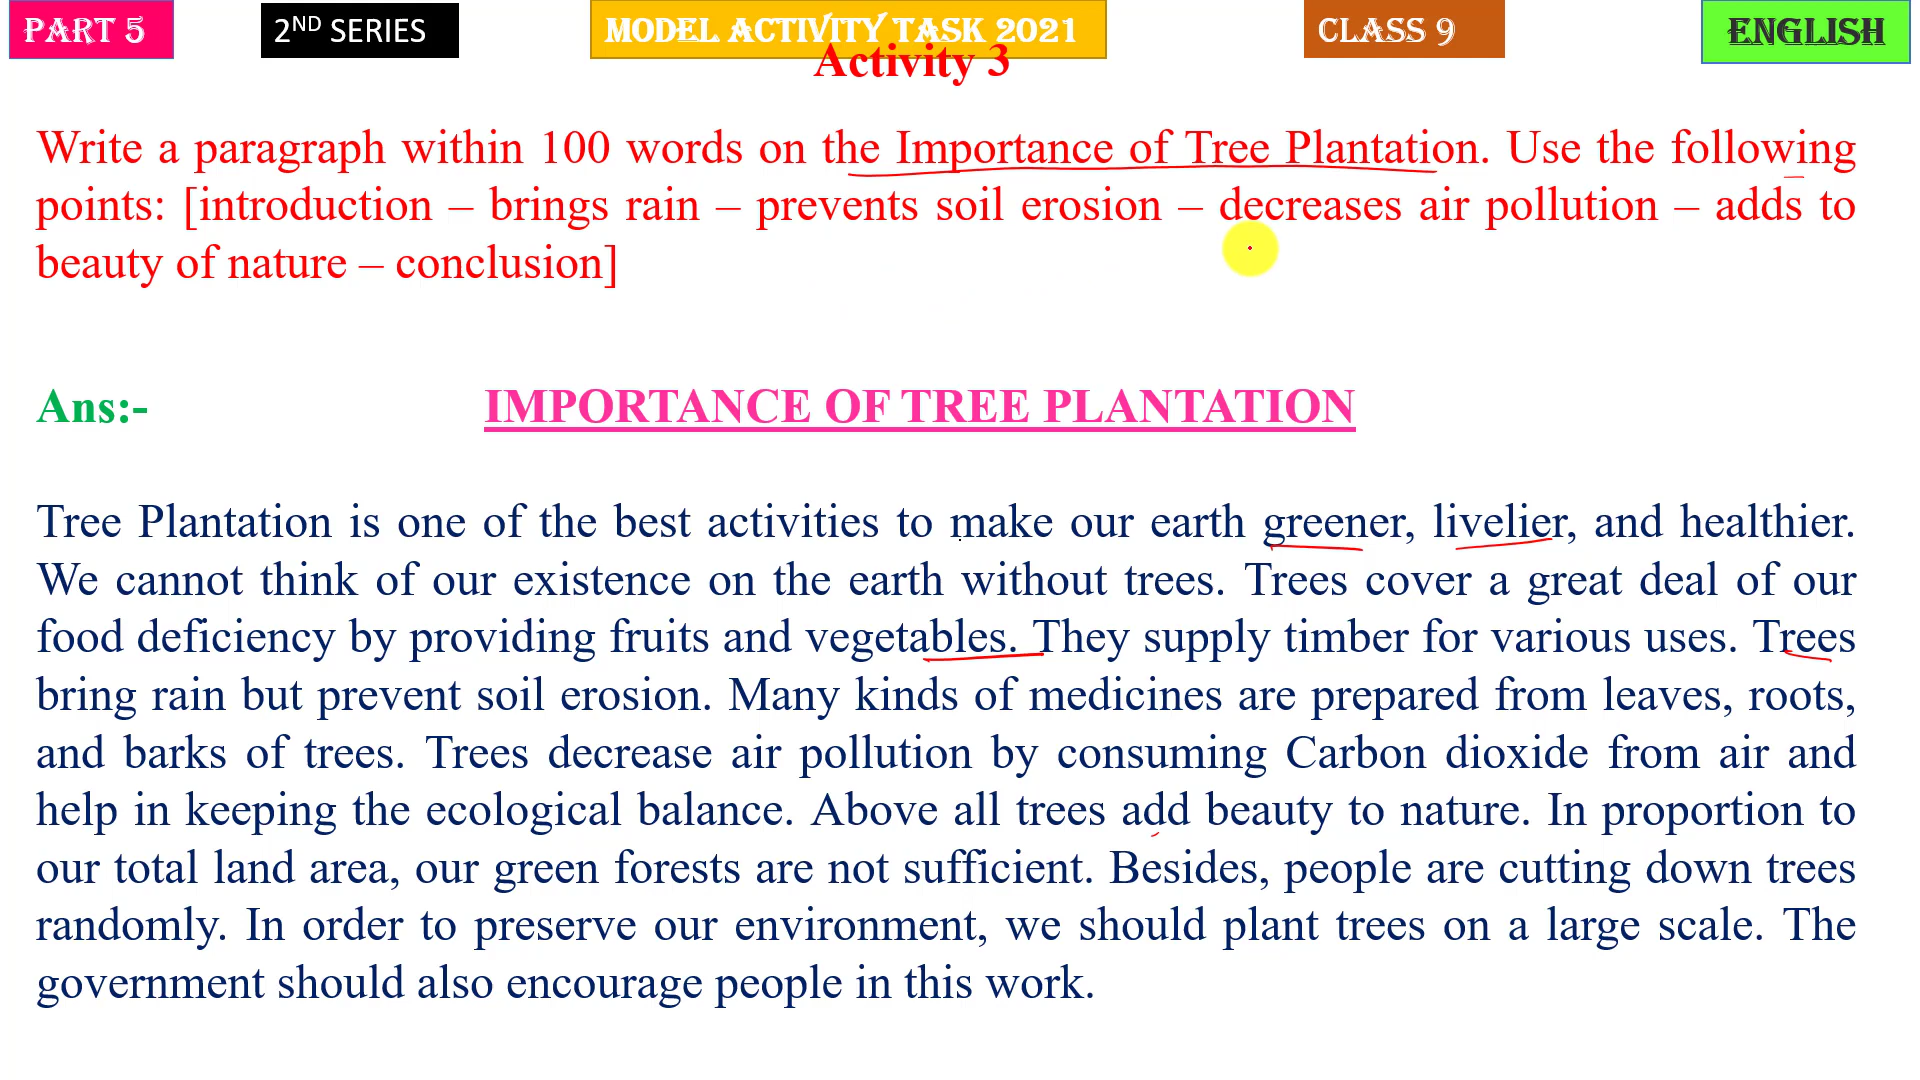 PART 5 2ND SERIES MODEL ACTIVITY TASK 2021 CLASS 9 ENGLISH
Activity 3
Write a paragraph within 100 words on the Importance of Tree Plantation. Use the following
points: [introduction – brings rain – prevents soil erosion – decreases air pollution – adds to
beauty of nature – conclusion]
Ans:- IMPORTANCE OF TREE PLANTATION
Tree Plantation is one of the best activities to make our earth greener, livelier, and healthier.
We cannot think of our existence on the earth without trees. Trees cover a great deal of our
food deficiency by providing fruits and vegetables. They supply timber for various uses. Trees
bring rain but prevent soil erosion. Many kinds of medicines are prepared from leaves, roots,
and barks of trees. Trees decrease air pollution by consuming Carbon dioxide from air and
help in keeping the ecological balance. Above all trees add beauty to nature. In proportion to
our total land area, our green forests are not sufficient. Besides, people are cutting down trees
randomly. In order to preserve our environment, we should plant trees on a large scale. The
government should also encourage people in this work.